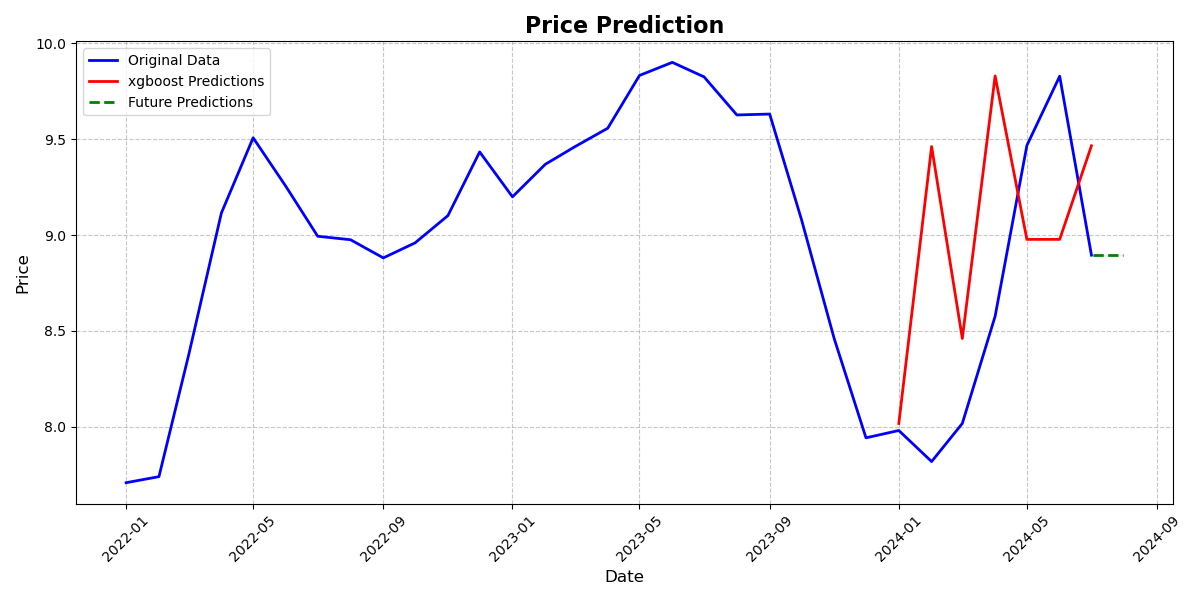 Price Prediction
Original Data
xgboost Predictions
Future Predictions
Price
10.0
9.5
9.0
8.5
8.0
2022-01
2022-05
2022-09
2023-01
2023-05
2023-09
2024-01
2024-05
2024-09
Date